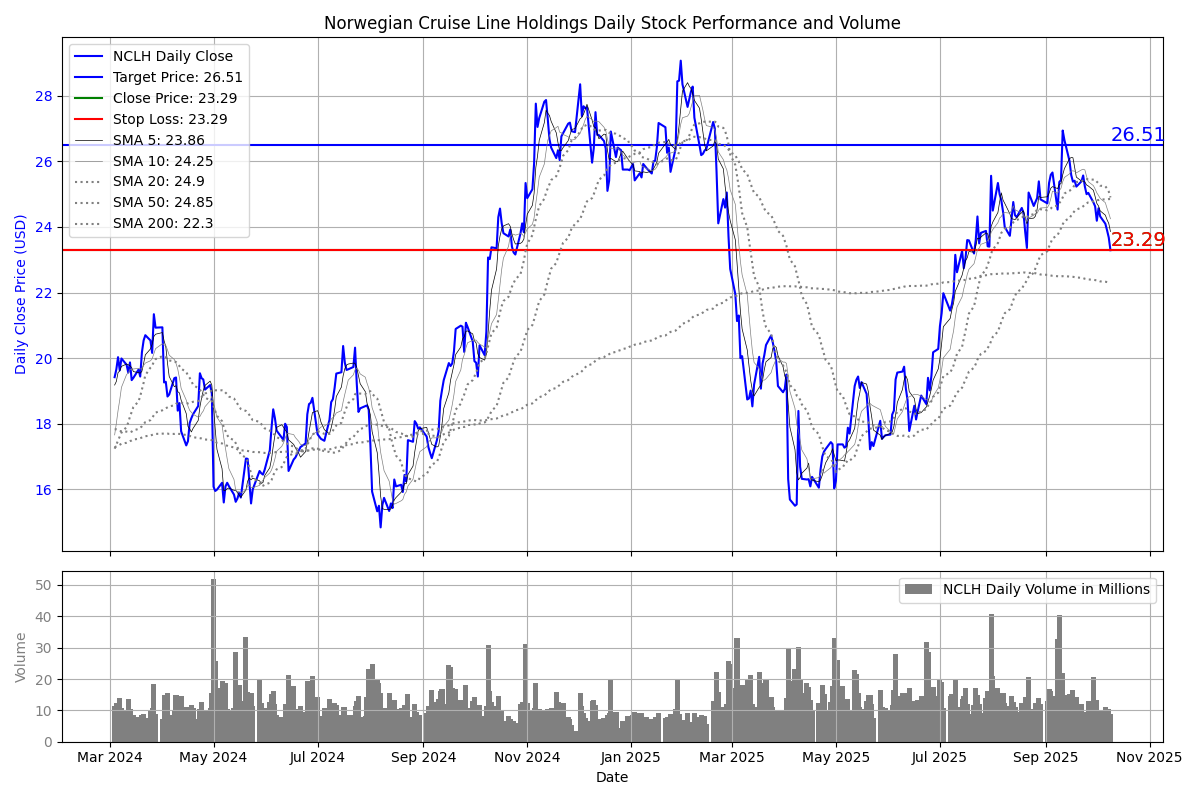 Norwegian Cruise Line Holdings Daily Stock Performance and Volume
NCLH Daily Close
Target Price: 26.51
Close Price: 23.29
Stop Loss: 23.29
SMA 5: 23.86
SMA 10: 24.25
SMA 20: 24.9
SMA 50: 24.85
SMA 200: 22.3
26.51
23.29
Daily Close Price (USD)
28
26
24
22
20
18
16
NCLH Daily Volume in Millions
Volume
50
40
30
20
10
0
Mar 2024 May 2024 Jul 2024 Sep 2024 Nov 2024 Jan 2025 Mar 2025 May 2025 Jul 2025 Sep 2025 Nov 2025
Date